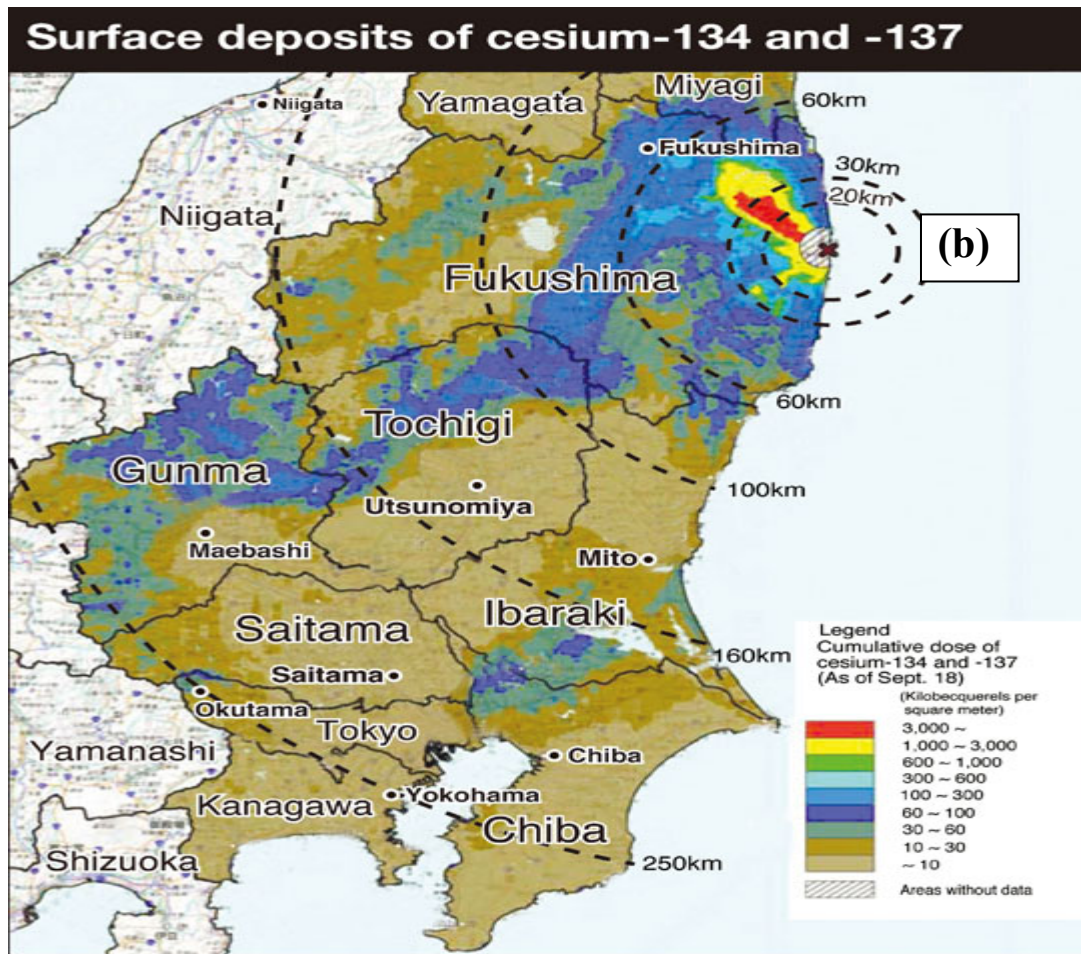 Surface deposits of cesium-134 and -137
Miyagi
Yamagata
60km
Niigata
Fukushima
30km
20km
Niigata
(b)
Fukushima
60km
Tochigi
Gunma
100km
Utsunomiya
Maebashi
Mito
Ibaraki
Saitama
160km
Saitama
Okutama
Tokyo
Yamanashi
Chiba
Kanagawa
Yokohama
Chiba
Shizuoka
250km
Legend
Cumulative dose of
cesium-134 and -137
(As of Sept. 18)
(Kilobecquerels per
square meter)
3,000 ~
1,000 ~ 3,000
600 ~ 1,000
300 ~ 600
100 ~ 300
60 ~ 100
30 ~ 60
10 ~ 30
~ 10
Areas without data